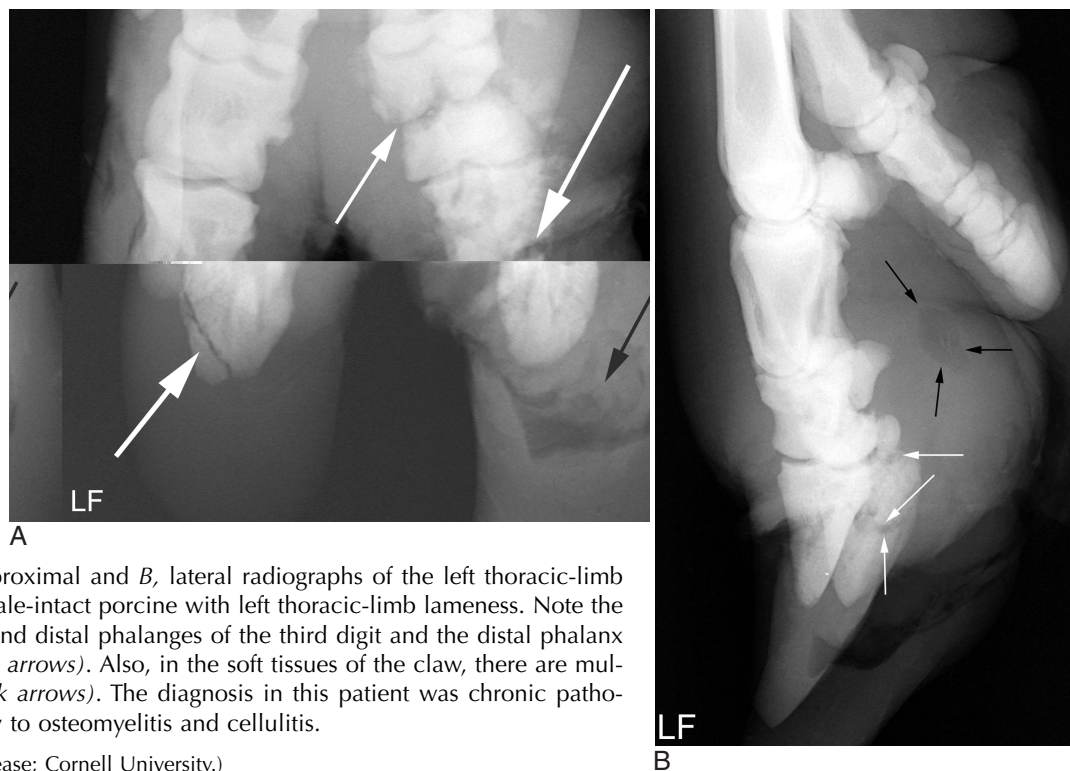 LF
A
LF
B
proximal and B, lateral radiographs of the left thoracic-limb
ale-intact porcine with left thoracic-limb lameness. Note the
nd distal phalanges of the third digit and the distal phalanx
arrows). Also, in the soft tissues of the claw, there are mul-
k arrows). The diagnosis in this patient was chronic patho-
y to osteomyelitis and cellulitis.
ease; Cornell University.)